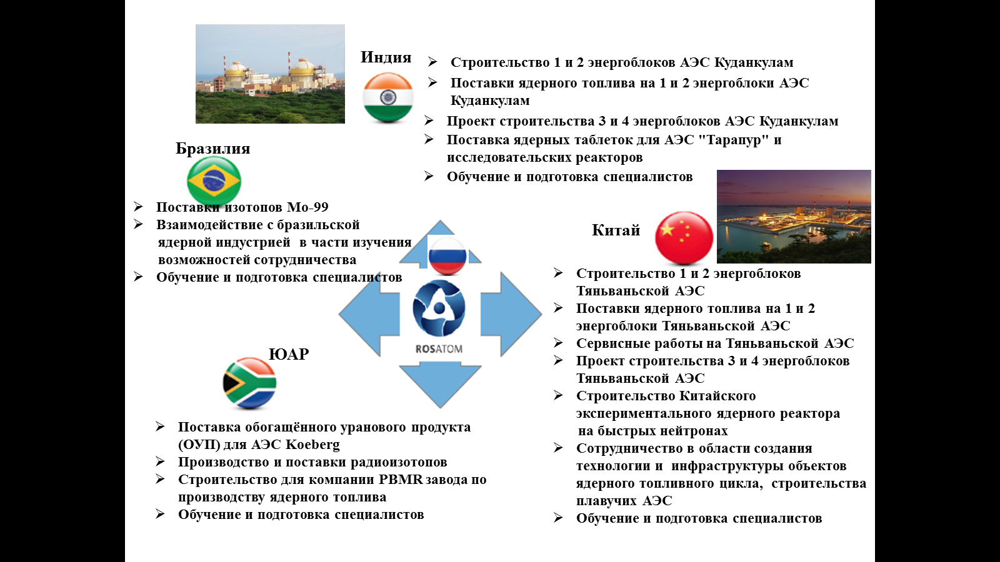 Индия
➢ Строительство 1 и 2 энергоблоков АЭС Куданкулам
➢ Поставки ядерного топлива на 1 и 2 энергоблоки АЭС
Куданкулам
➢ Проект строительства 3 и 4 энергоблоков АЭС Куданкулам
➢ Поставка ядерных таблеток для АЭС "Тарапур" и
исследовательских реакторов
➢ Обучение и подготовка специалистов
Бразилия
➢ Поставки изотопов Мо-99
➢ Взаимодействие с бразильской
ядерной индустрией в части изучения
возможностей сотрудничества
➢ Обучение и подготовка специалистов
Китай
➢ Строительство 1 и 2 энергоблоков
Тяньваньской АЭС
➢ Поставки ядерного топлива на 1 и 2
энергоблоки Тяньваньской АЭС
➢ Сервисные работы на Тяньваньской АЭС
➢ Проект строительства 3 и 4 энергоблоков
Тяньваньской АЭС
➢ Строительство Китайского
экспериментального ядерного реактора
на быстрых нейтронах
➢ Сотрудничество в области создания
технологии и инфраструктуры объектов
ядерного топливного цикла, строительства
плавучих АЭС
➢ Обучение и подготовка специалистов
ROSATOM
ЮАР
➢ Поставка обогащённого уранового продукта
(ОУП) для АЭС Koeberg
➢ Производство и поставки радиоизотопов
➢ Строительство для компании PBMR завода по
производству ядерного топлива
➢ Обучение и подготовка специалистов